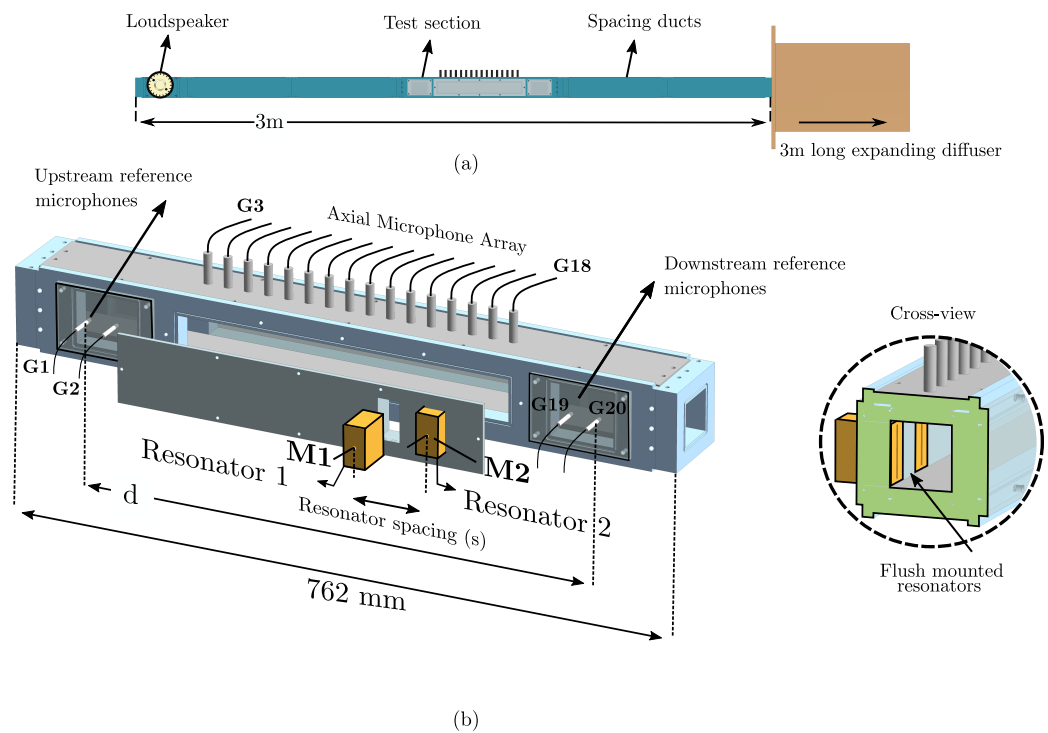 Loudspeaker
Test section
Spacing ducts
3m
3m long expanding diffuser
(a)
Upstream reference
microphones
G3
Axial Microphone Array
G18
Downstream reference
microphones
Cross-view
G1
G2
G19
G20
M1
M2
Resonator 1
Resonator 2
d
Resonator spacing (s)
762 mm
Flush mounted
resonators
(b)